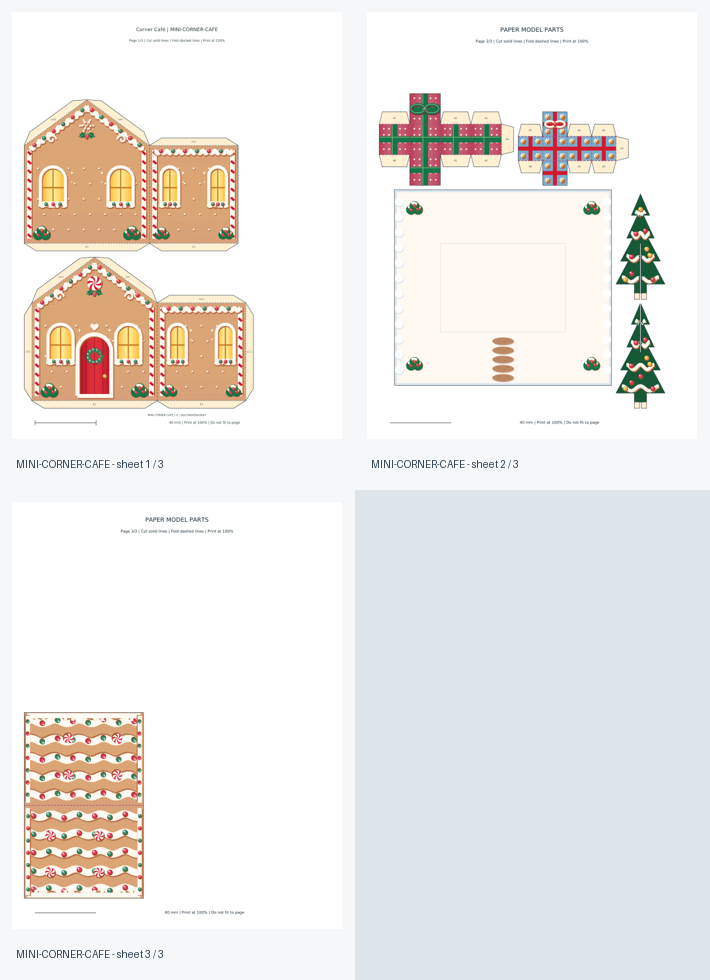 Corner Café | MINI-CORNER-CAFE
Page 1/3 | Cut solid lines | Fold dashed lines | Print at 100%
40 mm | Print at 100% | Do not fit to page
MINI-CORNER-CAFE - sheet 1 / 3
PAPER MODEL PARTS
Page 2/3 | Cut solid lines | Fold dashed lines | Print at 100%
40 mm | Print at 100% | Do not fit to page
MINI-CORNER-CAFE - sheet 2 / 3
PAPER MODEL PARTS
Page 3/3 | Cut solid lines | Fold dashed lines | Print at 100%
40 mm | Print at 100% | Do not fit to page
MINI-CORNER-CAFE - sheet 3 / 3